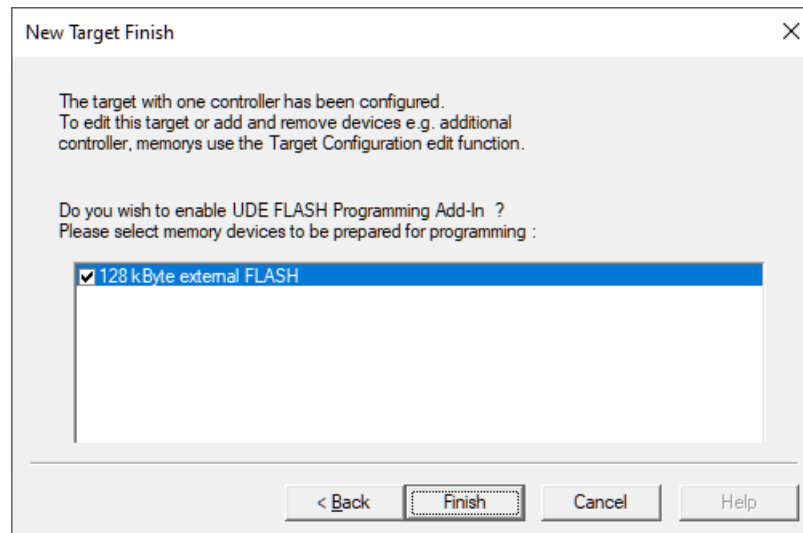 New Target Finish
The target with one controller has been configured.
To edit this target or add and remove devices e.g. additional
controller, memorys use the Target Configuration edit function.
Do you wish to enable UDE FLASH Programming Add-In ?
Please select memory devices to be prepared for programming :
128 kByte external FLASH
< Back Finish Cancel Help